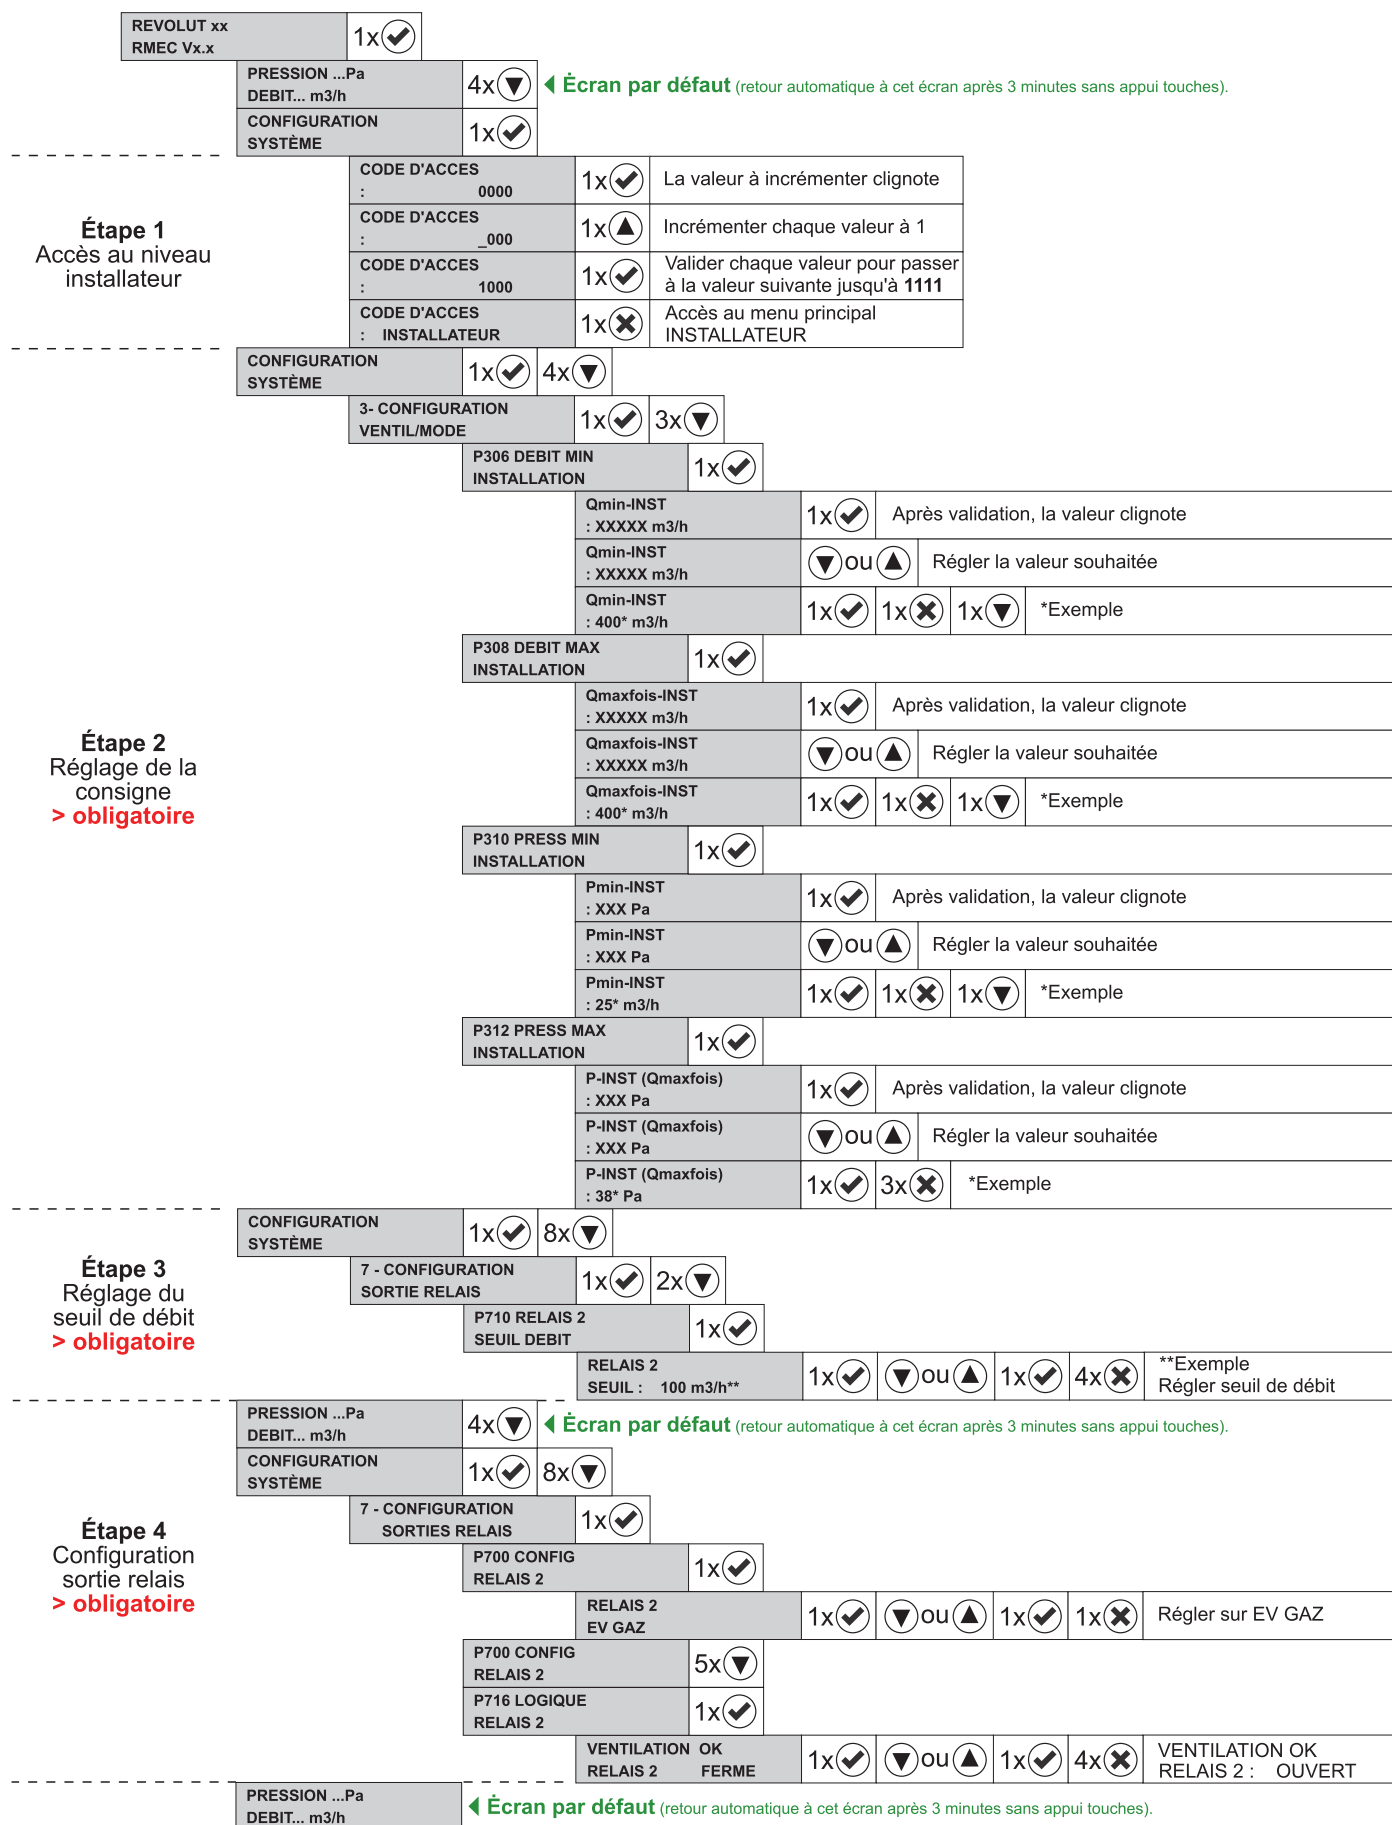 REVOLUT xx
RMEC Vx.x
1x
PRESSION ...Pa
DEBIT... m3/h
4x
Écran par défaut (retour automatique à cet écran après 3 minutes sans appui touches).
CONFIGURATION
SYSTÈME
1x
Étape 1
Accès au niveau
installateur
CODE D'ACCES
: 0000
1x
La valeur à incrémenter clignote
CODE D'ACCES
: _000
1x
Incrémenter chaque valeur à 1
CODE D'ACCES
: 1000
1x
Valider chaque valeur pour passer
à la valeur suivante jusqu'à 1111
CODE D'ACCES
: INSTALLATEUR
1x
Accès au menu principal
INSTALLATEUR
Étape 2
Réglage de la
consigne
> obligatoire
CONFIGURATION
SYSTÈME
1x 4x
3- CONFIGURATION
VENTIL/MODE
1x 3x
P306 DEBIT MIN
INSTALLATION
1x
Qmin-INST
: XXXXX m3/h
1x
Après validation, la valeur clignote
Qmin-INST
: XXXXX m3/h
ou
Régler la valeur souhaitée
Qmin-INST
: 400* m3/h
1x 1x 1x
*Exemple
P308 DEBIT MAX
INSTALLATION
1x
Qmaxfois-INST
: XXXXX m3/h
1x
Après validation, la valeur clignote
Qmaxfois-INST
: XXXXX m3/h
ou
Régler la valeur souhaitée
Qmaxfois-INST
: 400* m3/h
1x 1x 1x
*Exemple
P310 PRESS MIN
INSTALLATION
1x
Pmin-INST
: XXX Pa
1x
Après validation, la valeur clignote
Pmin-INST
: XXX Pa
ou
Régler la valeur souhaitée
Pmin-INST
: 25* m3/h
1x 1x 1x
*Exemple
P312 PRESS MAX
INSTALLATION
1x
P-INST (Qmaxfois)
: XXX Pa
1x
Après validation, la valeur clignote
P-INST (Qmaxfois)
: XXX Pa
ou
Régler la valeur souhaitée
P-INST (Qmaxfois)
: 38* Pa
1x 3x
*Exemple
Étape 3
Réglage du
seuil de débit
> obligatoire
CONFIGURATION
SYSTÈME
1x 8x
7 - CONFIGURATION
SORTIE RELAIS
1x 2x
P710 RELAIS 2
SEUIL DEBIT
1x
RELAIS 2
SEUIL : 100 m3/h**
1x ou 1x 4x
**Exemple
Régler seuil de débit
Étape 4
Configuration
sortie relais
> obligatoire
PRESSION ...Pa
DEBIT... m3/h
4x
Écran par défaut (retour automatique à cet écran après 3 minutes sans appui touches).
CONFIGURATION
SYSTÈME
1x 8x
7 - CONFIGURATION
SORTIES RELAIS
1x
P700 CONFIG
RELAIS 2
1x
RELAIS 2
EV GAZ
1x ou 1x 1x
Régler sur EV GAZ
P700 CONFIG
RELAIS 2
5x
P716 LOGIQUE
RELAIS 2
1x
VENTILATION OK
RELAIS 2 FERME
1x ou 1x 4x
VENTILATION OK
RELAIS 2 : OUVERT
PRESSION ...Pa
DEBIT... m3/h
Écran par défaut (retour automatique à cet écran après 3 minutes sans appui touches).